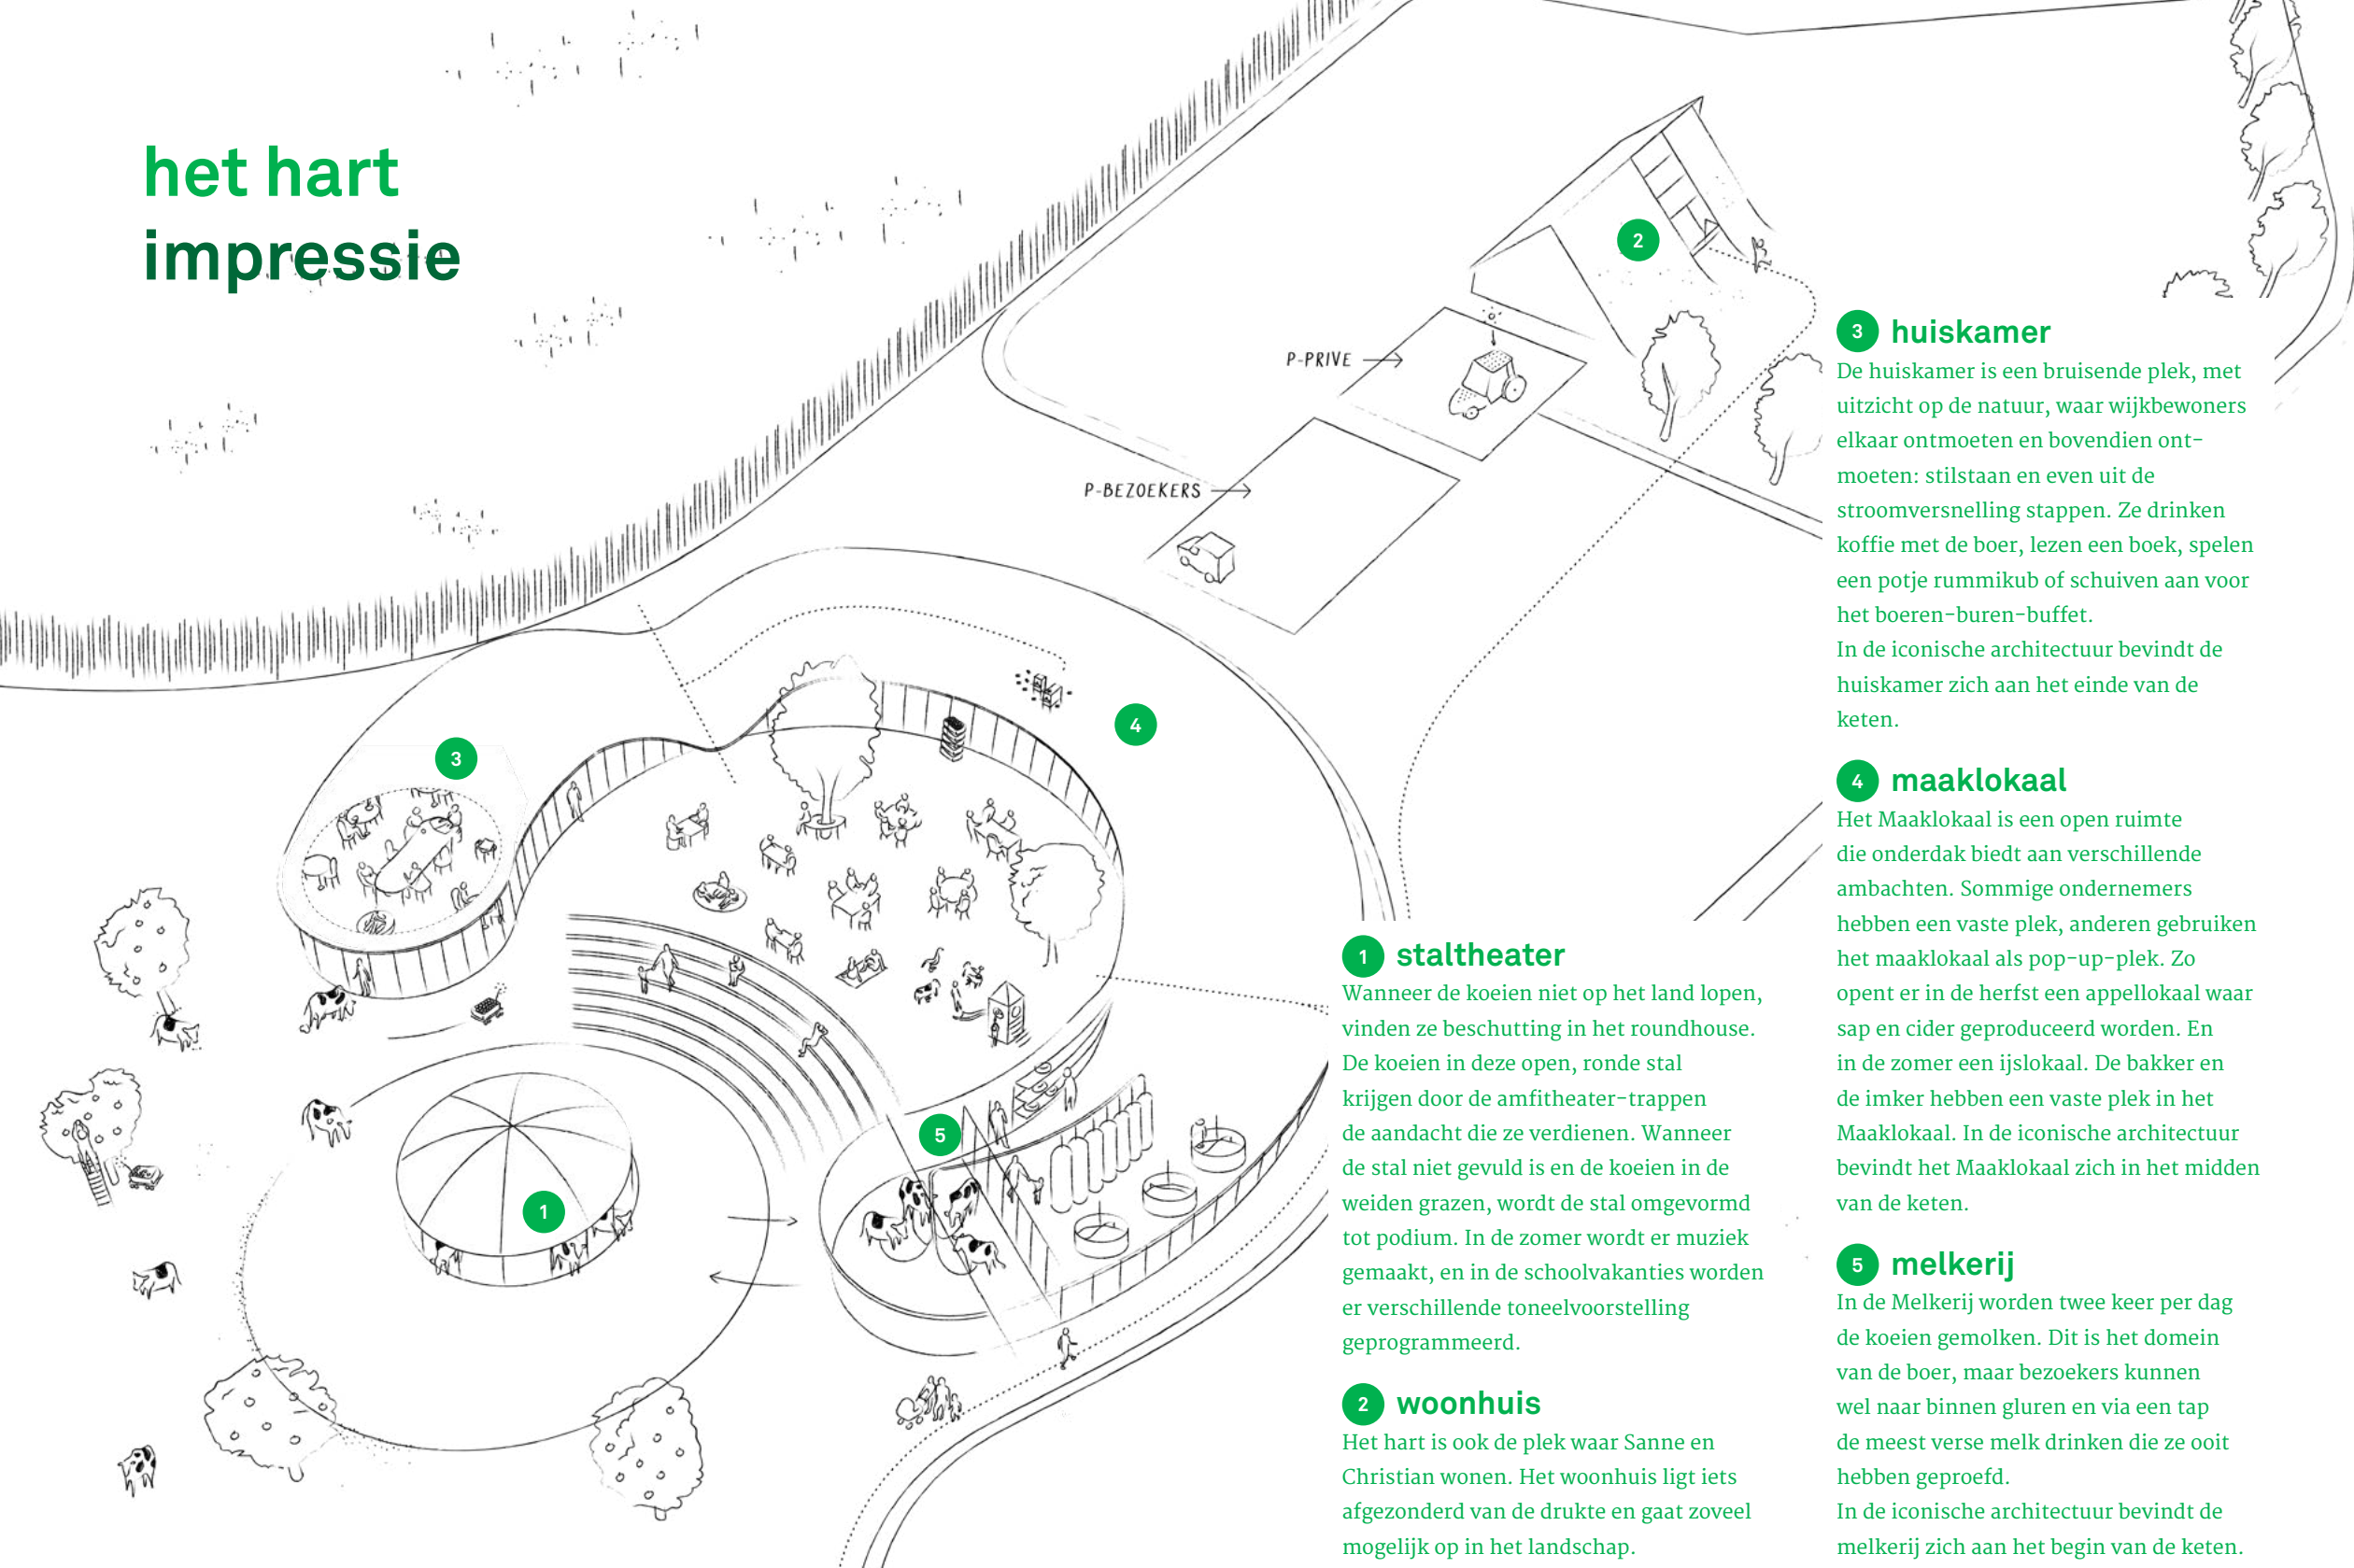 het hart
impressie
P-PRIVE
P-BEZOEKERS
2
3
4
5
1
1 staltheater
Wanneer de koeien niet op het land lopen,
vinden ze beschutting in het roundhouse.
De koeien in deze open, ronde stal
krijgen door de amfitheater-trappen
de aandacht die ze verdienen. Wanneer
de stal niet gevuld is en de koeien in de
weiden grazen, wordt de stal omgevormd
tot podium. In de zomer wordt er muziek
gemaakt, en in de schoolvakanties worden
er verschillende toneelvoorstelling
geprogrammeerd.
2 woonhuis
Het hart is ook de plek waar Sanne en
Christian wonen. Het woonhuis ligt iets
afgezonderd van de drukte en gaat zoveel
mogelijk op in het landschap.
3 huiskamer
De huiskamer is een bruisende plek, met
uitzicht op de natuur, waar wijkbewoners
elkaar ontmoeten en bovendien ont-
moeten: stilstaan en even uit de
stroomversnelling stappen. Ze drinken
koffie met de boer, lezen een boek, spelen
een potje rummikub of schuiven aan voor
het boeren-buren-buffet.
In de iconische architectuur bevindt de
huiskamer zich aan het einde van de
keten.
4 maaklokaal
Het Maaklokaal is een open ruimte
die onderdak biedt aan verschillende
ambachten. Sommige ondernemers
hebben een vaste plek, anderen gebruiken
het maaklokaal als pop-up-plek. Zo
opent er in de herfst een appellokaal waar
sap en cider geproduceerd worden. En
in de zomer een ijslokaal. De bakker en
de imker hebben een vaste plek in het
Maaklokaal. In de iconische architectuur
bevindt het Maaklokaal zich in het midden
van de keten.
5 melkerij
In de Melkerij worden twee keer per dag
de koeien gemolken. Dit is het domein
van de boer, maar bezoekers kunnen
wel naar binnen gluren en via een tap
de meest verse melk drinken die ze ooit
hebben geproefd.
In de iconische architectuur bevindt de
melkerij zich aan het begin van de keten.